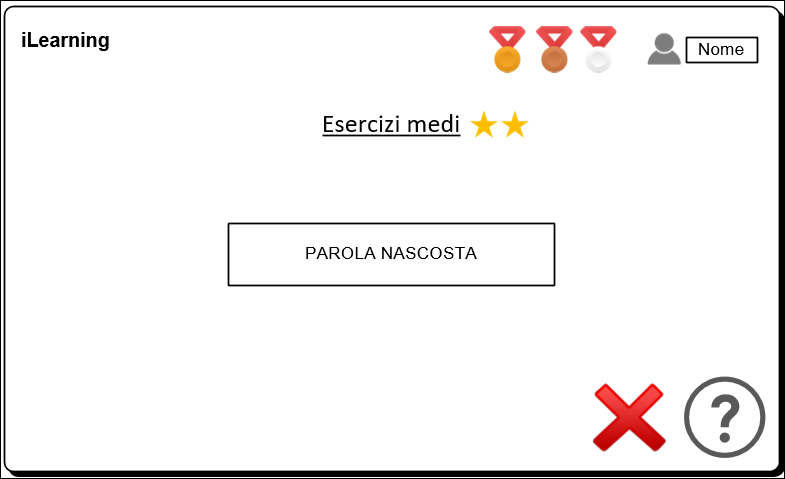 iLearning
Nome
Esercizi medi
PAROLA NASCOSTA
?